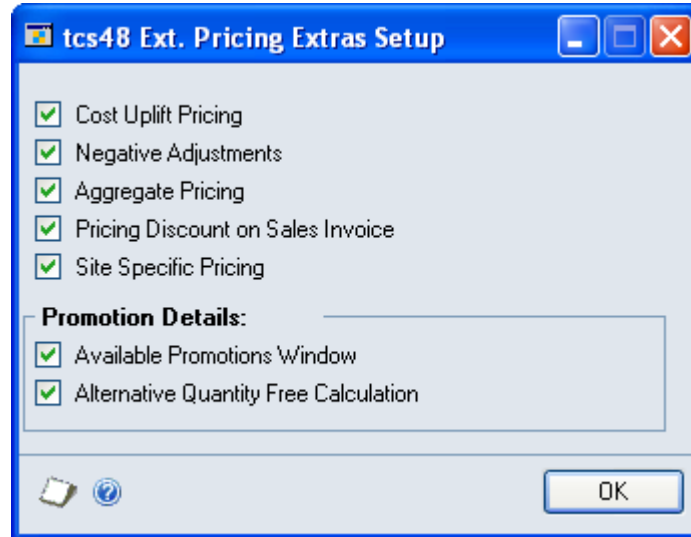 tcs48 Ext. Pricing Extras Setup
Cost Uplift Pricing
Negative Adjustments
Aggregate Pricing
Pricing Discount on Sales Invoice
Site Specific Pricing
Promotion Details:
Available Promotions Window
Alternative Quantity Free Calculation
OK